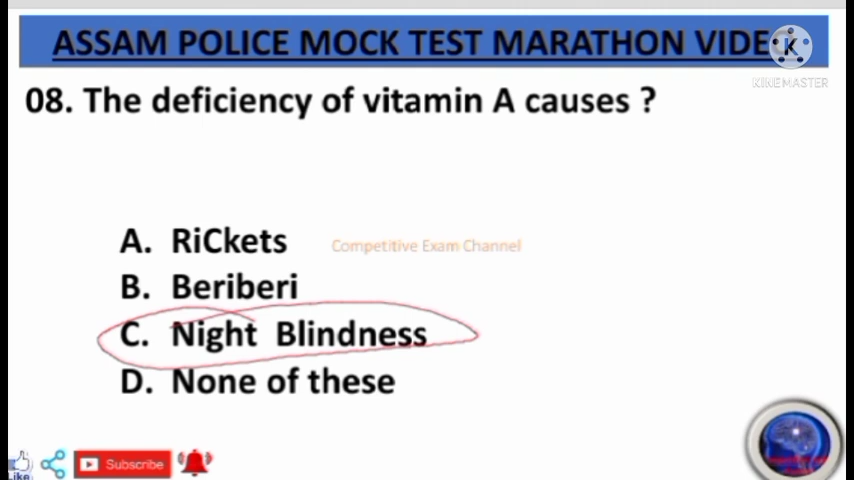 ASSAM POLICE MOCK TEST MARATHON VIDE
KINEMASTER
08. The deficiency of vitamin A causes ?
A. RiCkets
Competitive Exam Channel
B. Beriberi
C. Night Blindness
D. None of these
Like
Subscribe